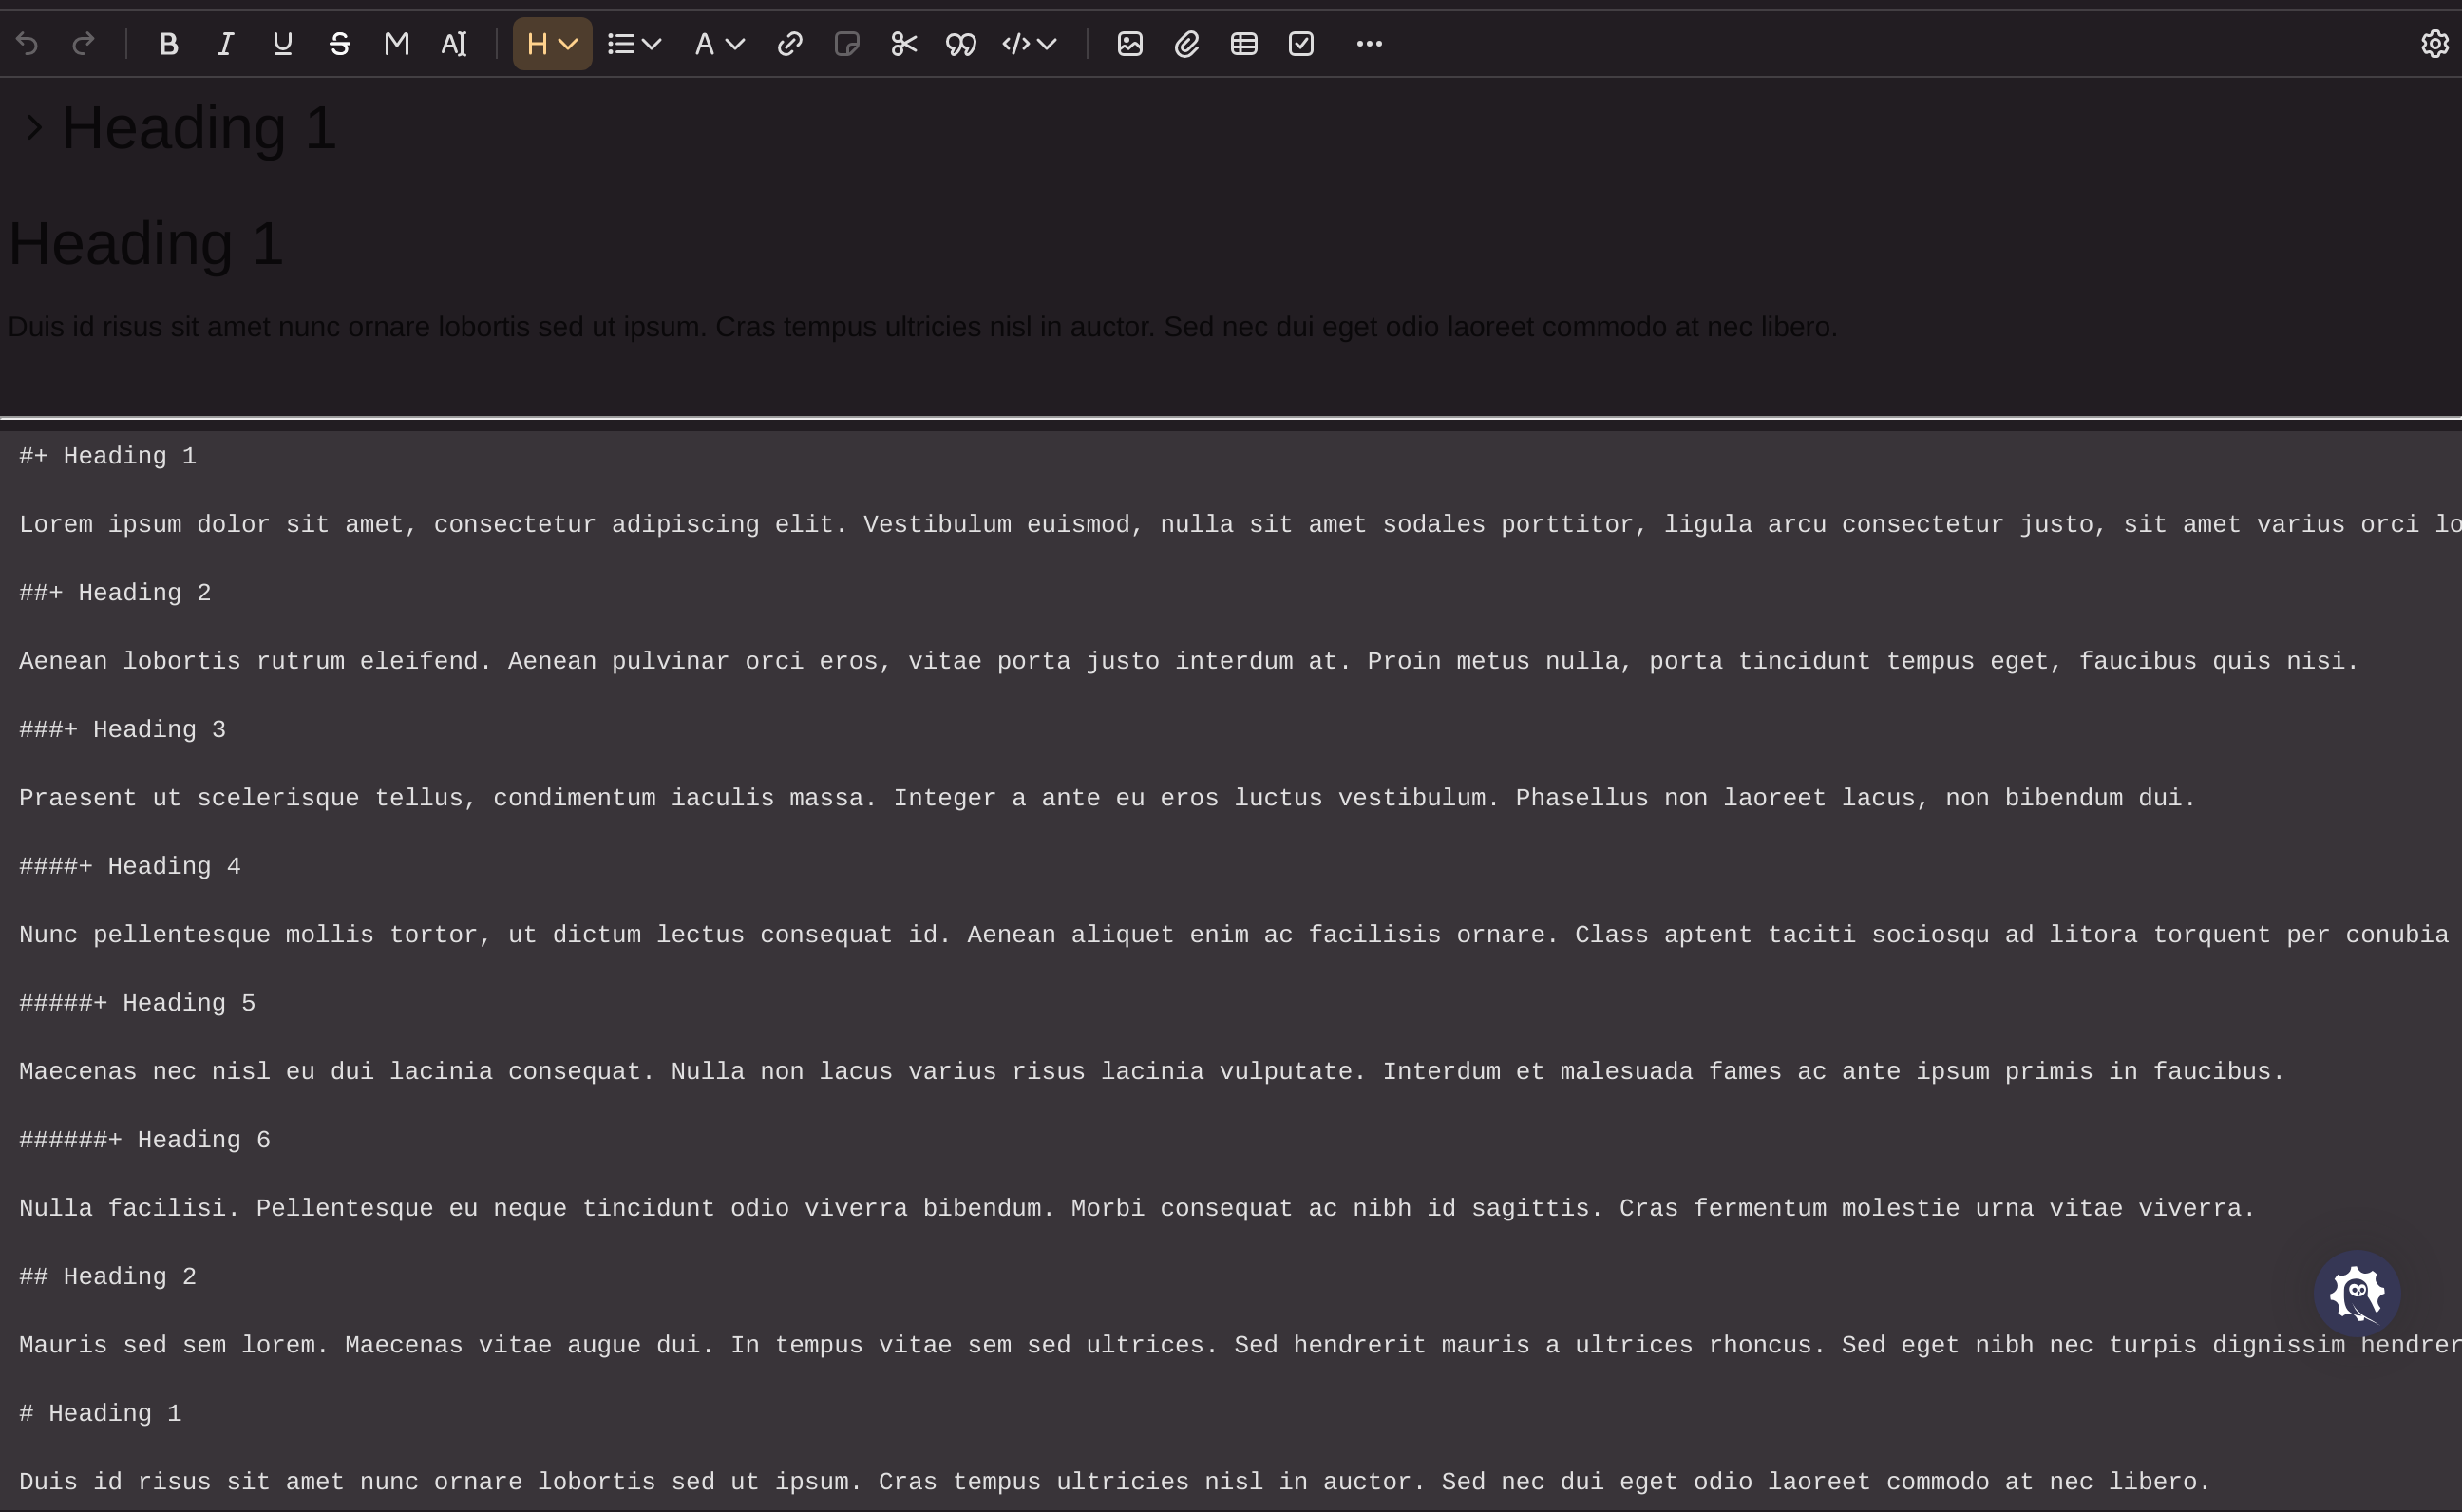 Heading 1
Heading 1
Duis id risus sit amet nunc ornare lobortis sed ut ipsum. Cras tempus ultricies nisl in auctor. Sed nec dui eget odio laoreet commodo at nec libero.
#+ Heading 1
Lorem ipsum dolor sit amet, consectetur adipiscing elit. Vestibulum euismod, nulla sit amet sodales porttitor, ligula arcu consectetur justo, sit amet varius orci lo
##+ Heading 2
Aenean lobortis rutrum eleifend. Aenean pulvinar orci eros, vitae porta justo interdum at. Proin metus nulla, porta tincidunt tempus eget, faucibus quis nisi.
###+ Heading 3
Praesent ut scelerisque tellus, condimentum iaculis massa. Integer a ante eu eros luctus vestibulum. Phasellus non laoreet lacus, non bibendum dui.
####+ Heading 4
Nunc pellentesque mollis tortor, ut dictum lectus consequat id. Aenean aliquet enim ac facilisis ornare. Class aptent taciti sociosqu ad litora torquent per conubia
#####+ Heading 5
Maecenas nec nisl eu dui lacinia consequat. Nulla non lacus varius risus lacinia vulputate. Interdum et malesuada fames ac ante ipsum primis in faucibus.
######+ Heading 6
Nulla facilisi. Pellentesque eu neque tincidunt odio viverra bibendum. Morbi consequat ac nibh id sagittis. Cras fermentum molestie urna vitae viverra.
## Heading 2
Mauris sed sem lorem. Maecenas vitae augue dui. In tempus vitae sem sed ultrices. Sed hendrerit mauris a ultrices rhoncus. Sed eget nibh nec turpis dignissim hendrer
# Heading 1
Duis id risus sit amet nunc ornare lobortis sed ut ipsum. Cras tempus ultricies nisl in auctor. Sed nec dui eget odio laoreet commodo at nec libero.